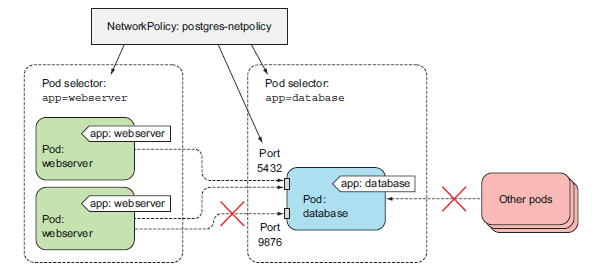 NetworkPolicy: postgres-netpolicy
Pod selector:
app=webserver
Pod selector:
app=database
app: webserver
Pod:
webserver
app: webserver
Pod:
webserver
Port
5432
app: database
Pod:
database
Port
9876
Other pods